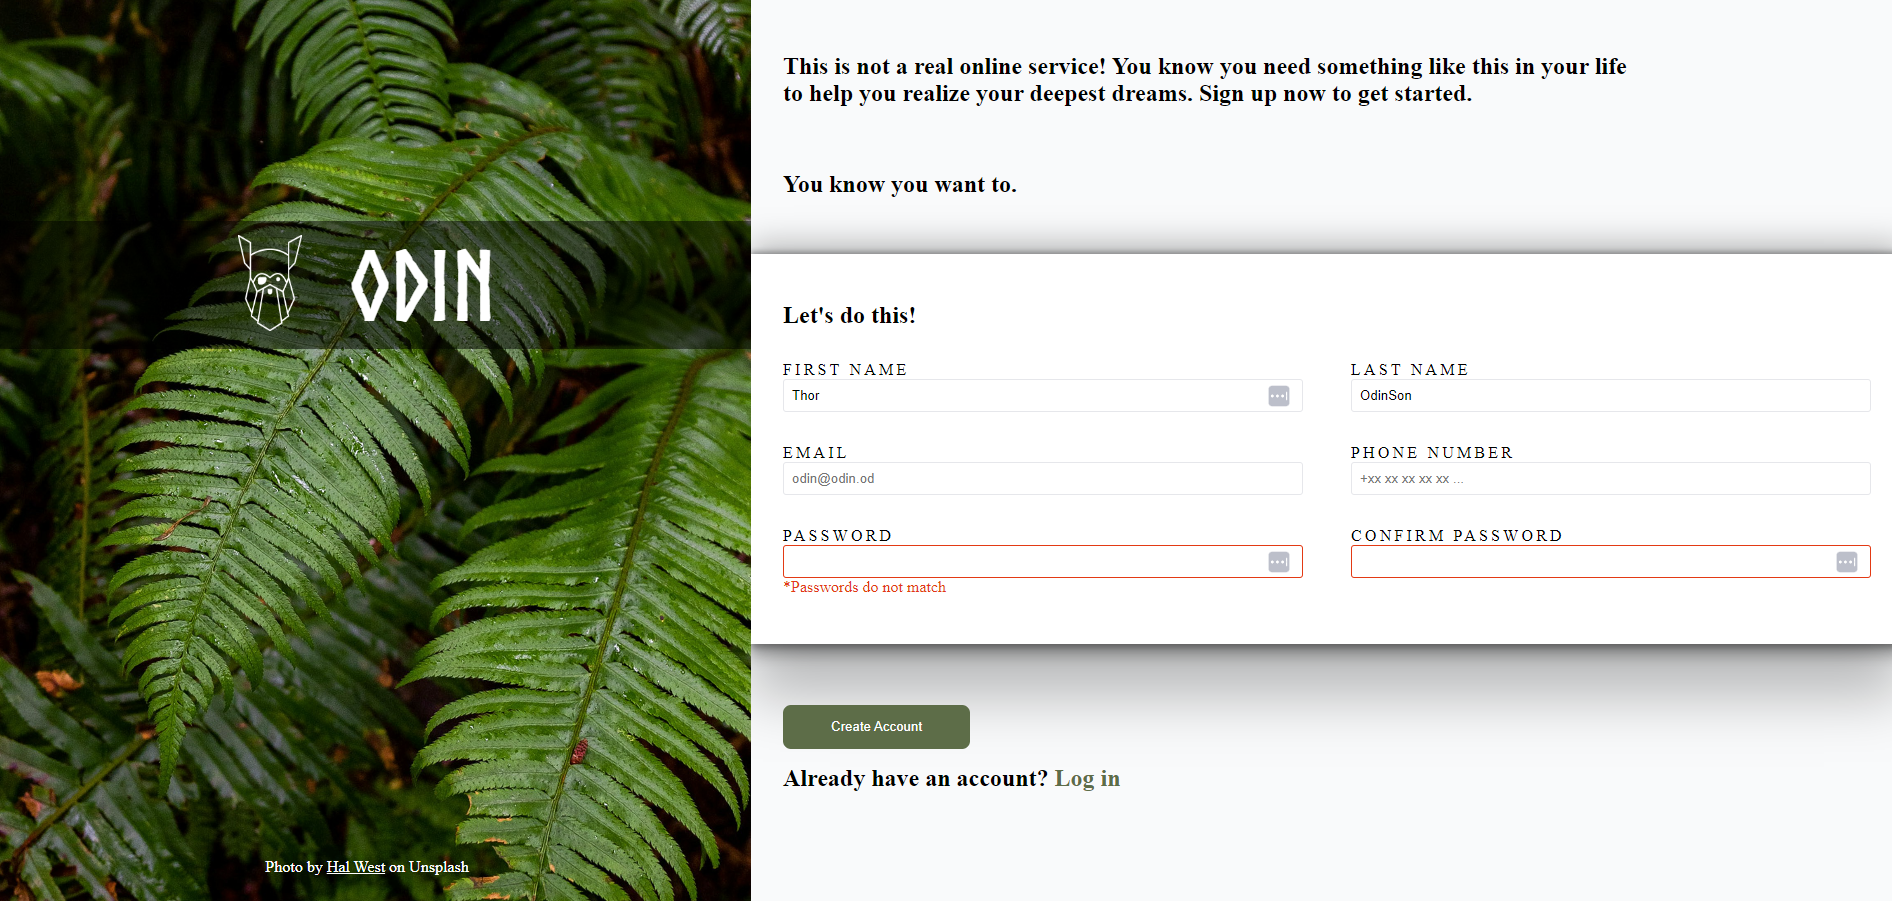 ODIN
Photo by Hal West on Unsplash
This is not a real online service! You know you need something like this in your life
to help you realize your deepest dreams. Sign up now to get started.
You know you want to.
Let's do this!
FIRST NAME
Thor
LAST NAME
OdinSon
EMAIL
odin@odin.od
PHONE NUMBER
+xx xx xx xx xx ...
PASSWORD
*Passwords do not match
CONFIRM PASSWORD
Create Account
Already have an account? Log in